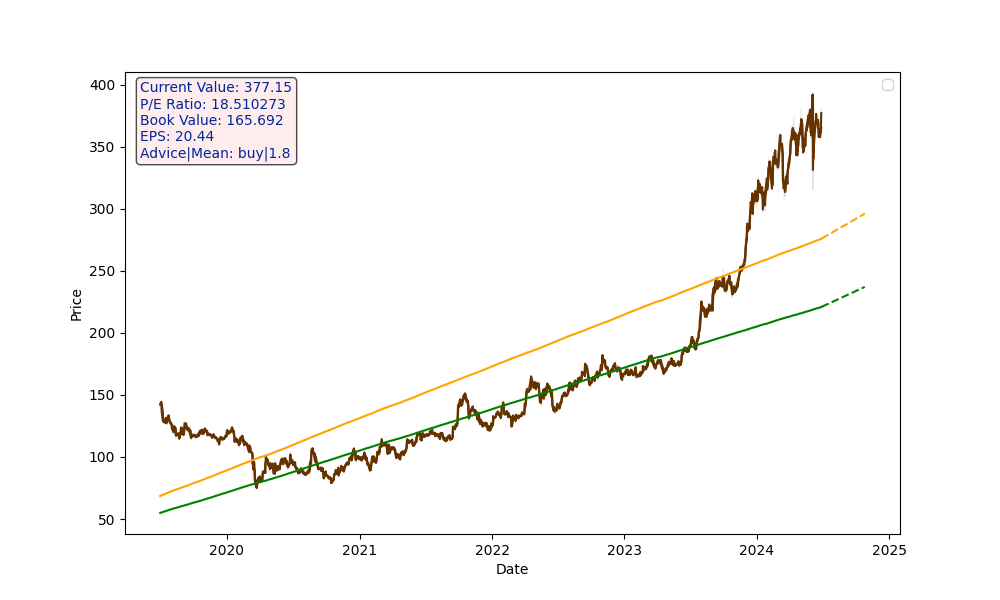 Current Value: 377.15
P/E Ratio: 18.510273
Book Value: 165.692
EPS: 20.44
Advice|Mean: buy|1.8
400
350
300
250
200
150
100
50
Price
2020 2021 2022 2023 2024 2025
Date